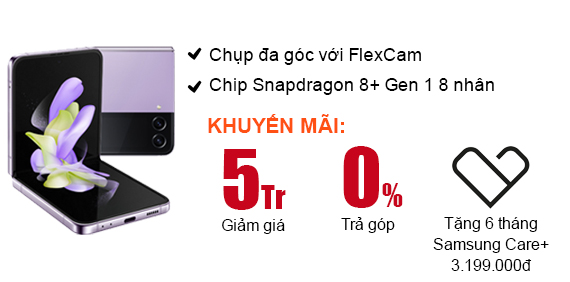 Chụp đa góc với FlexCam
Chip Snapdragon 8+ Gen 1 8 nhân
KHUYẾN MÃI:
5Tr
Giảm giá
0%
Trả góp
Tặng 6 tháng
Samsung Care+
3.199.000đ